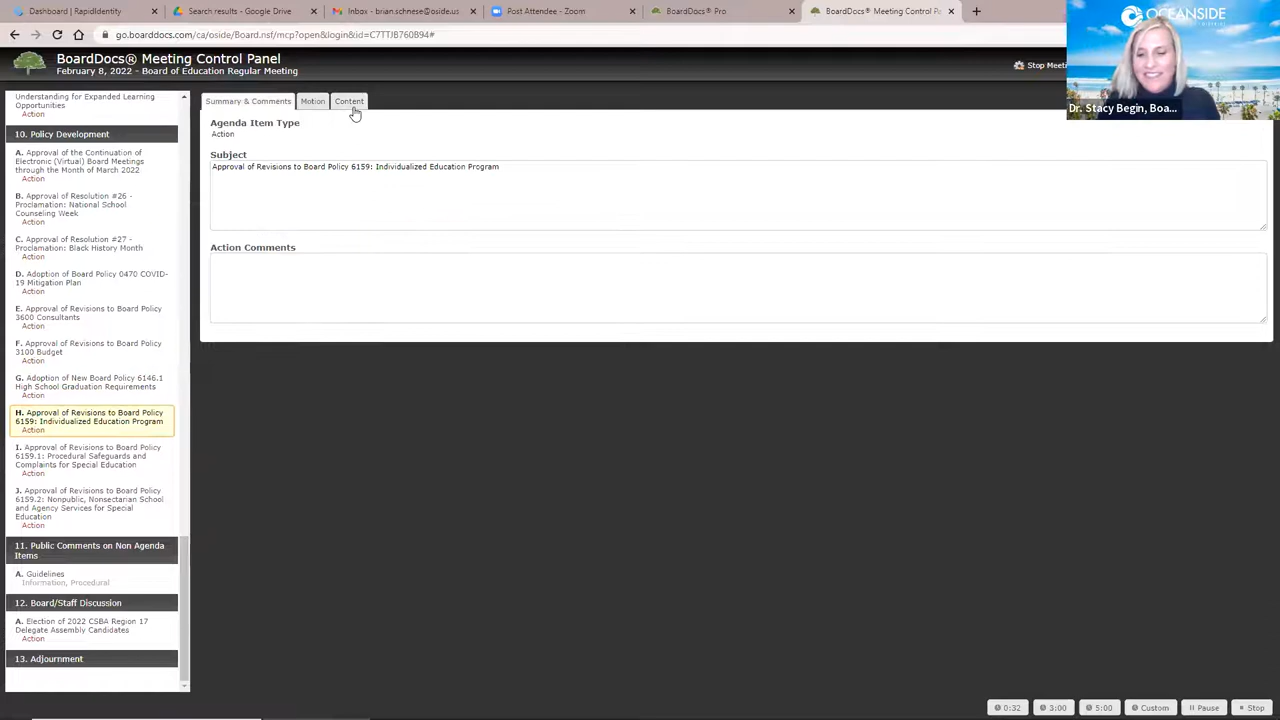 Dashboard | RapidIdentity
Search results - Google Drive
Inbox - brian.schnese@oside.us
Post Attendee - Zoom
BoardDocs® Pro
BoardDocs® Meeting Control Pa
go.boarddocs.com/ca/oside/Board.nsf/mcp?open&login&id=C7TTJB760B94#
OCEANSIDE
BoardDocs® Meeting Control Panel
February 8, 2022 - Board of Education Regular Meeting
Stop Meeti
Dr. Stacy Begin, Boa...
Understanding for Expanded Learning
Opportunities
Action
10. Policy Development
A. Approval of the Continuation of
Electronic (Virtual) Board Meetings
through the Month of March 2022
Action
B. Approval of Resolution #26 -
Proclamation: National School
Counseling Week
Action
C. Approval of Resolution #27 -
Proclamation: Black History Month
Action
D. Adoption of Board Policy 0470 COVID-
19 Mitigation Plan
Action
E. Approval of Revisions to Board Policy
3600 Consultants
Action
F. Approval of Revisions to Board Policy
3100 Budget
Action
G. Adoption of New Board Policy 6146.1
High School Graduation Requirements
Action
H. Approval of Revisions to Board Policy
6159: Individualized Education Program
Action
I. Approval of Revisions to Board Policy
6159.1: Procedural Safeguards and
Complaints for Special Education
Action
J. Approval of Revisions to Board Policy
6159.2: Nonpublic, Nonsectarian School
and Agency Services for Special
Education
Action
11. Public Comments on Non Agenda
Items
A. Guidelines
Information, Procedural
12. Board/Staff Discussion
A. Election of 2022 CSBA Region 17
Delegate Assembly Candidates
Action
13. Adjournment
Summary & Comments
Motion
Content
Agenda Item Type
Action
Subject
Approval of Revisions to Board Policy 6159: Individualized Education Program
Action Comments
0:32
3:00
5:00
Custom
Pause
Stop